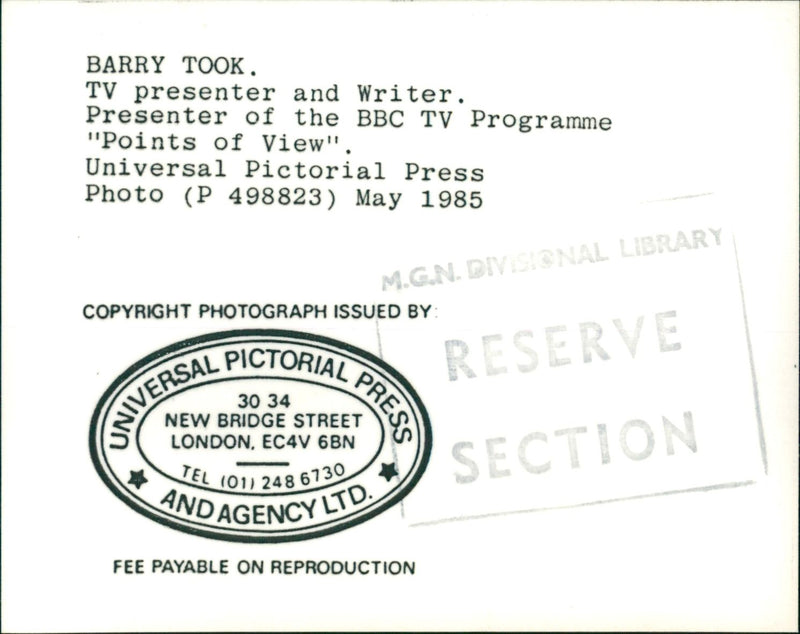 BARRY TOOK.
TV presenter and Writer.
Presenter of the BBC TV Programme
"Points of View".
Universal Pictorial Press
Photo (P 498823) May 1985
M.G.N. DIVISIONAL LIBRARY
RESERVE
SECTION
COPYRIGHT PHOTOGRAPH ISSUED BY:
UNIVERSAL PICTORIAL PRESS
30 34
NEW BRIDGE STREET
LONDON, EC4V 6BN
TEL (01) 248 6730
AND AGENCY LTD.
FEE PAYABLE ON REPRODUCTION